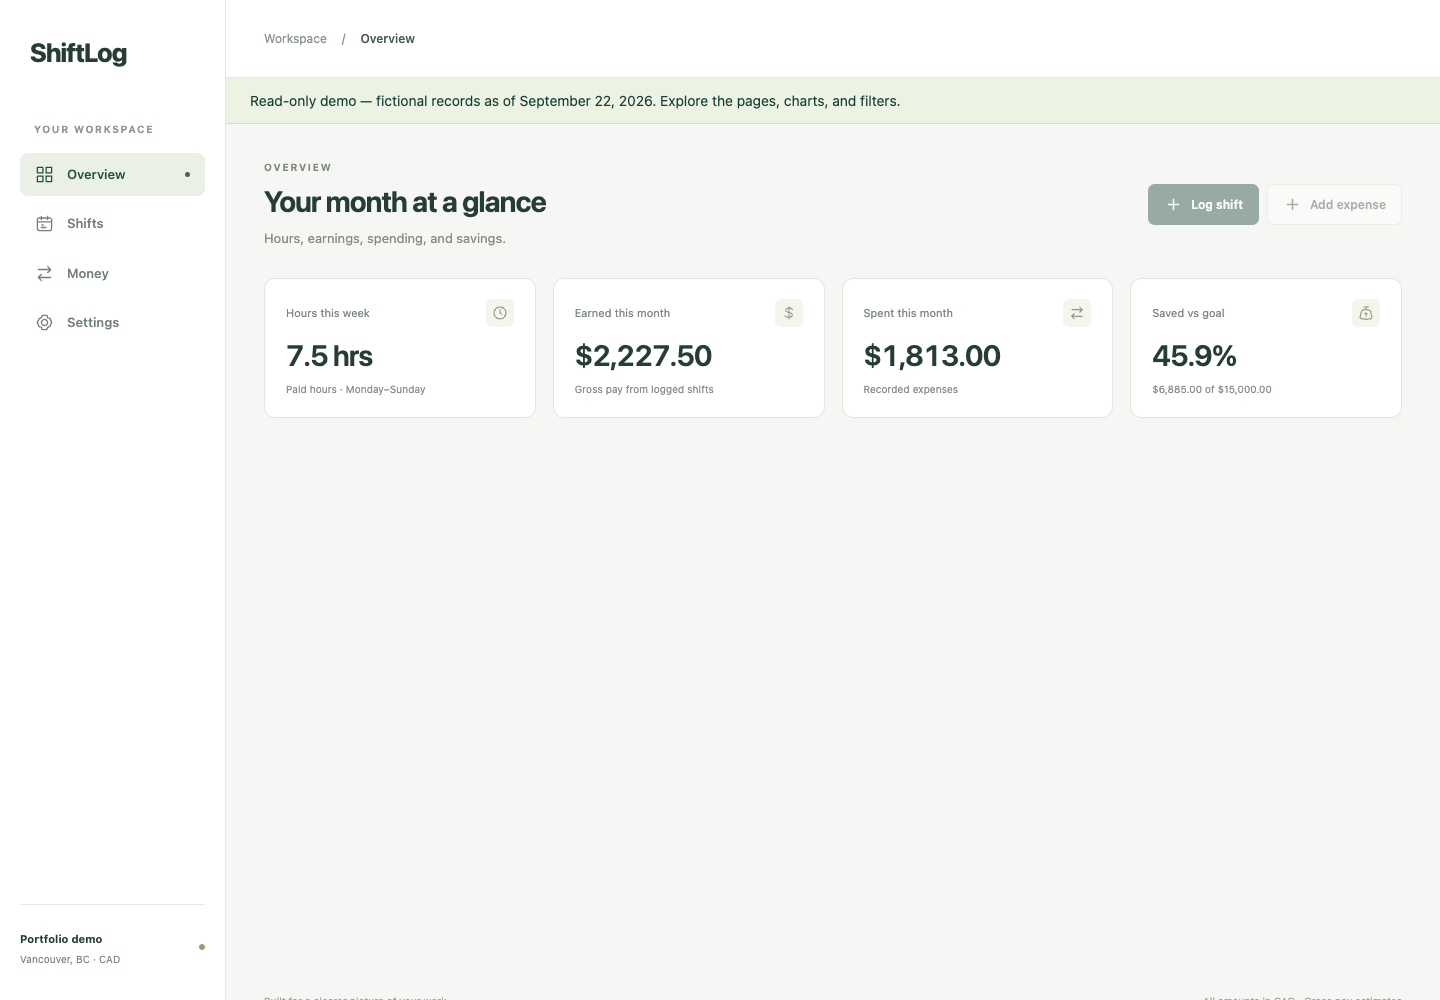 ShiftLog
YOUR WORKSPACE
Overview
Shifts
Money
Settings
Portfolio demo
Vancouver, BC · CAD
Workspace / Overview
Read-only demo — fictional records as of September 22, 2026. Explore the pages, charts, and filters.
OVERVIEW
Your month at a glance
Hours, earnings, spending, and savings.
Log shift
Add expense
Hours this week
7.5 hrs
Paid hours · Monday–Sunday
Earned this month
$2,227.50
Gross pay from logged shifts
Spent this month
$1,813.00
Recorded expenses
Saved vs goal
45.9%
$6,885.00 of $15,000.00